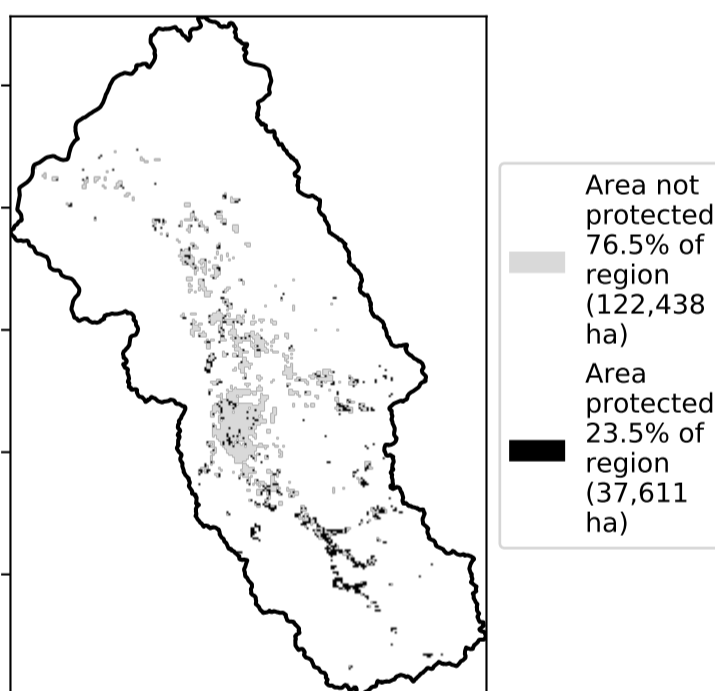 Area not
protected
76.5% of
region
(122,438
ha)
Area
protected
23.5% of
region
(37,611
ha)